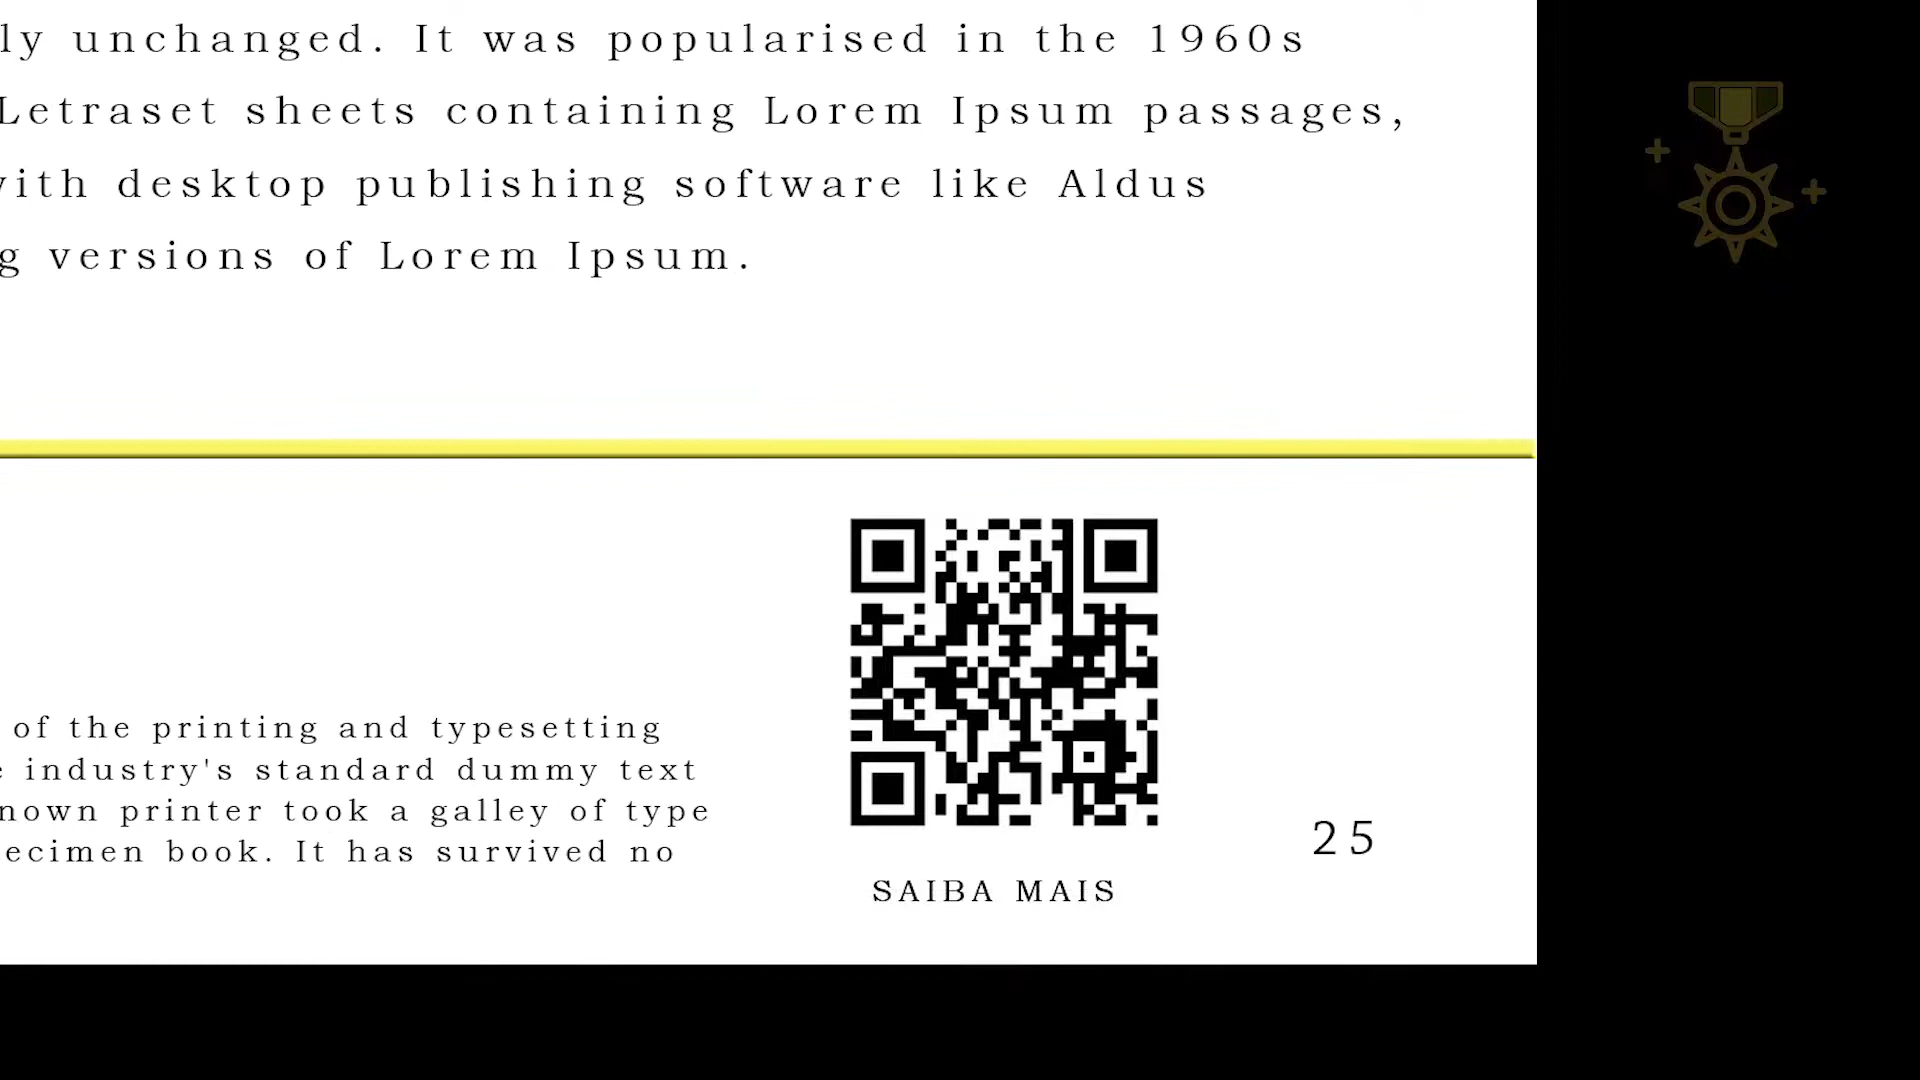 ly unchanged. It was popularised in the 1960s
Letraset sheets containing Lorem Ipsum passages,
with desktop publishing software like Aldus
g versions of Lorem Ipsum.
of the printing and typesetting
industry's standard dummy text
nown printer took a galley of type
ecimen book. It has survived no
SAIBA MAIS
25